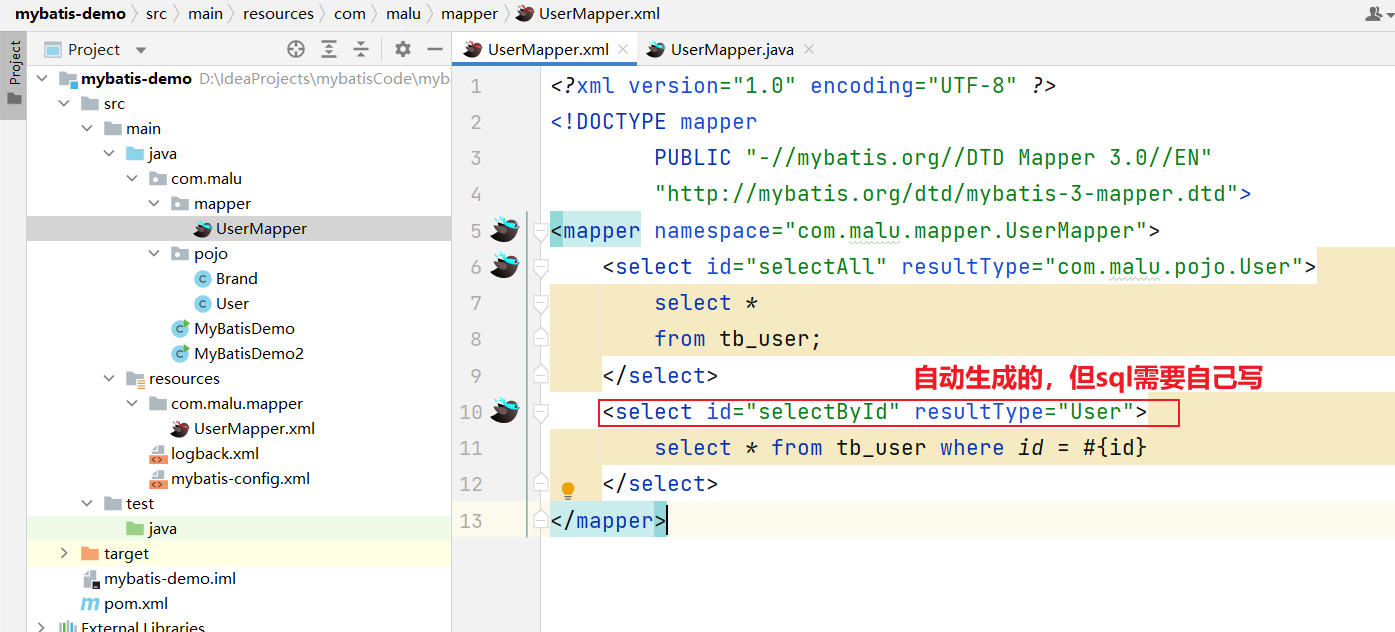 mybatis-demo src main resources com malu mapper UserMapper.xml
Project
Project
UserMapper.xml UserMapper.java
mybatis-demo D:\IdeaProjects\mybatisCode\myb
src
main
java
com.malu
mapper
UserMapper
pojo
Brand
User
MyBatisDemo
MyBatisDemo2
resources
com.malu.mapper
UserMapper.xml
logback.xml
mybatis-config.xml
test
java
target
mybatis-demo.iml
pom.xml
External Libraries
1 <?xml version="1.0" encoding="UTF-8" ?>
2 <!DOCTYPE mapper
3 PUBLIC "-//mybatis.org//DTD Mapper 3.0//EN"
4 "http://mybatis.org/dtd/mybatis-3-mapper.dtd">
5 <mapper namespace="com.malu.mapper.UserMapper">
6 <select id="selectAll" resultType="com.malu.pojo.User">
7 select *
8 from tb_user;
9 </select>
自动生成的，但sql需要自己写
10 <select id="selectById" resultType="User">
11 select * from tb_user where id = #{id}
12 </select>
13 </mapper>